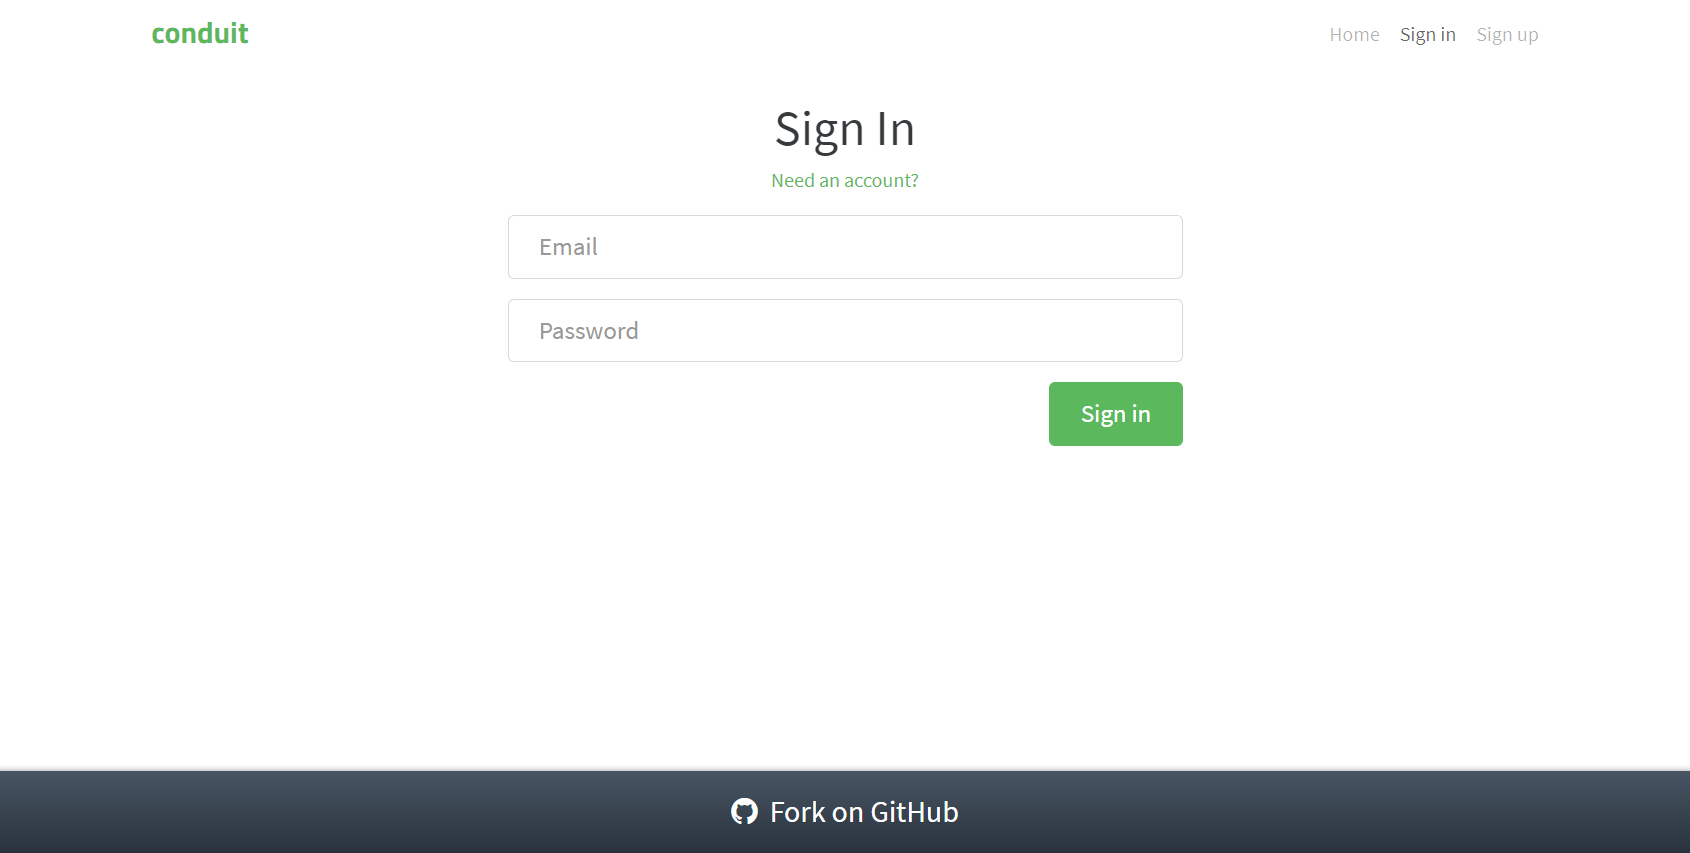 conduit
Home Sign in Sign up
Sign In
Need an account?
Email
Password
Sign in
Fork on GitHub